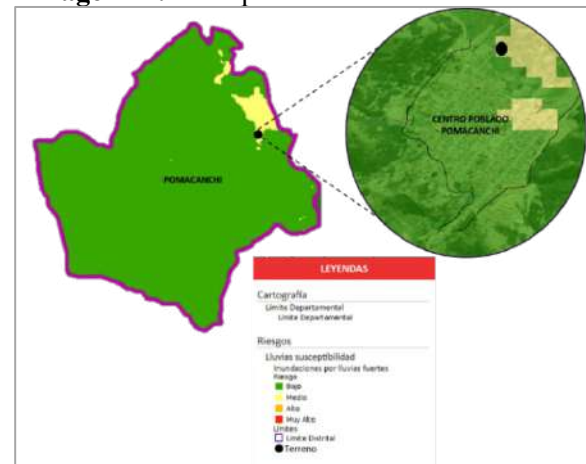 POMACANCHI
CENTRO POBLADO
POMACANCHI
LEYENDAS
Cartografía
Límite Departamental
Límite Departamental
Riesgos
Lluvias susceptibilidad
Inundaciones por lluvias fuertes
Riesgo
Bajo
Medio
Alto
Muy Alto
Límites
Límite Distrital
Terreno